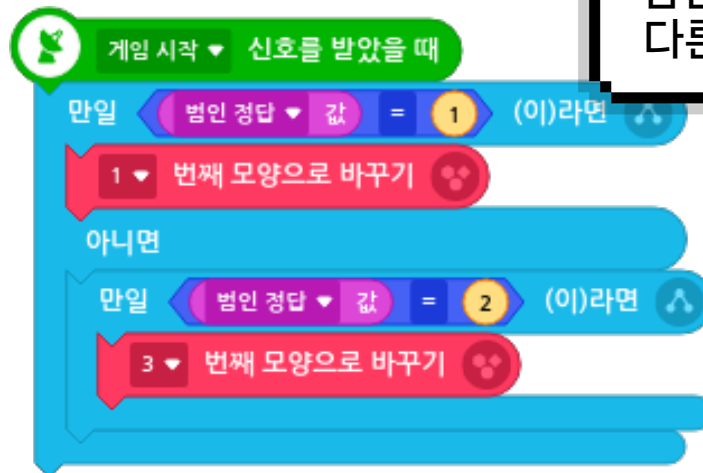 다른
게임 시작 신호를 받았을 때
만일 범인 정답 값 = 1 (이)라면
1 번째 모양으로 바꾸기
아니면
만일 범인 정답 값 = 2 (이)라면
3 번째 모양으로 바꾸기